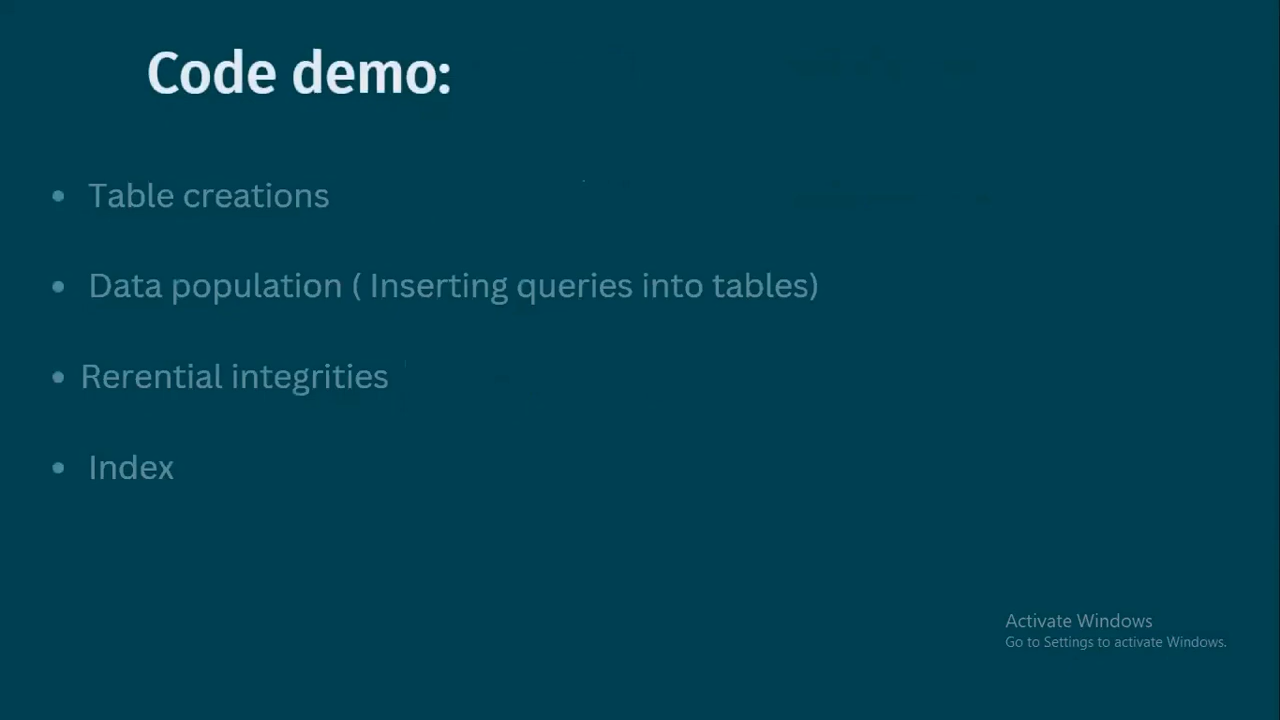 Code demo:
• Table creations
• Data population ( Inserting queries into tables)
• Rerential integrities
• Index
Activate Windows
Go to Settings to activate Windows.